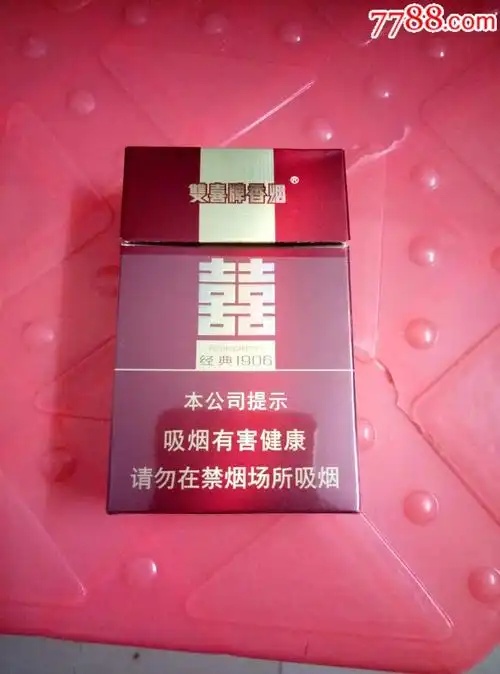 7788.com
雙喜牌香烟®
囍
经典1906
本公司提示
吸烟有害健康
请勿在禁烟场所吸烟